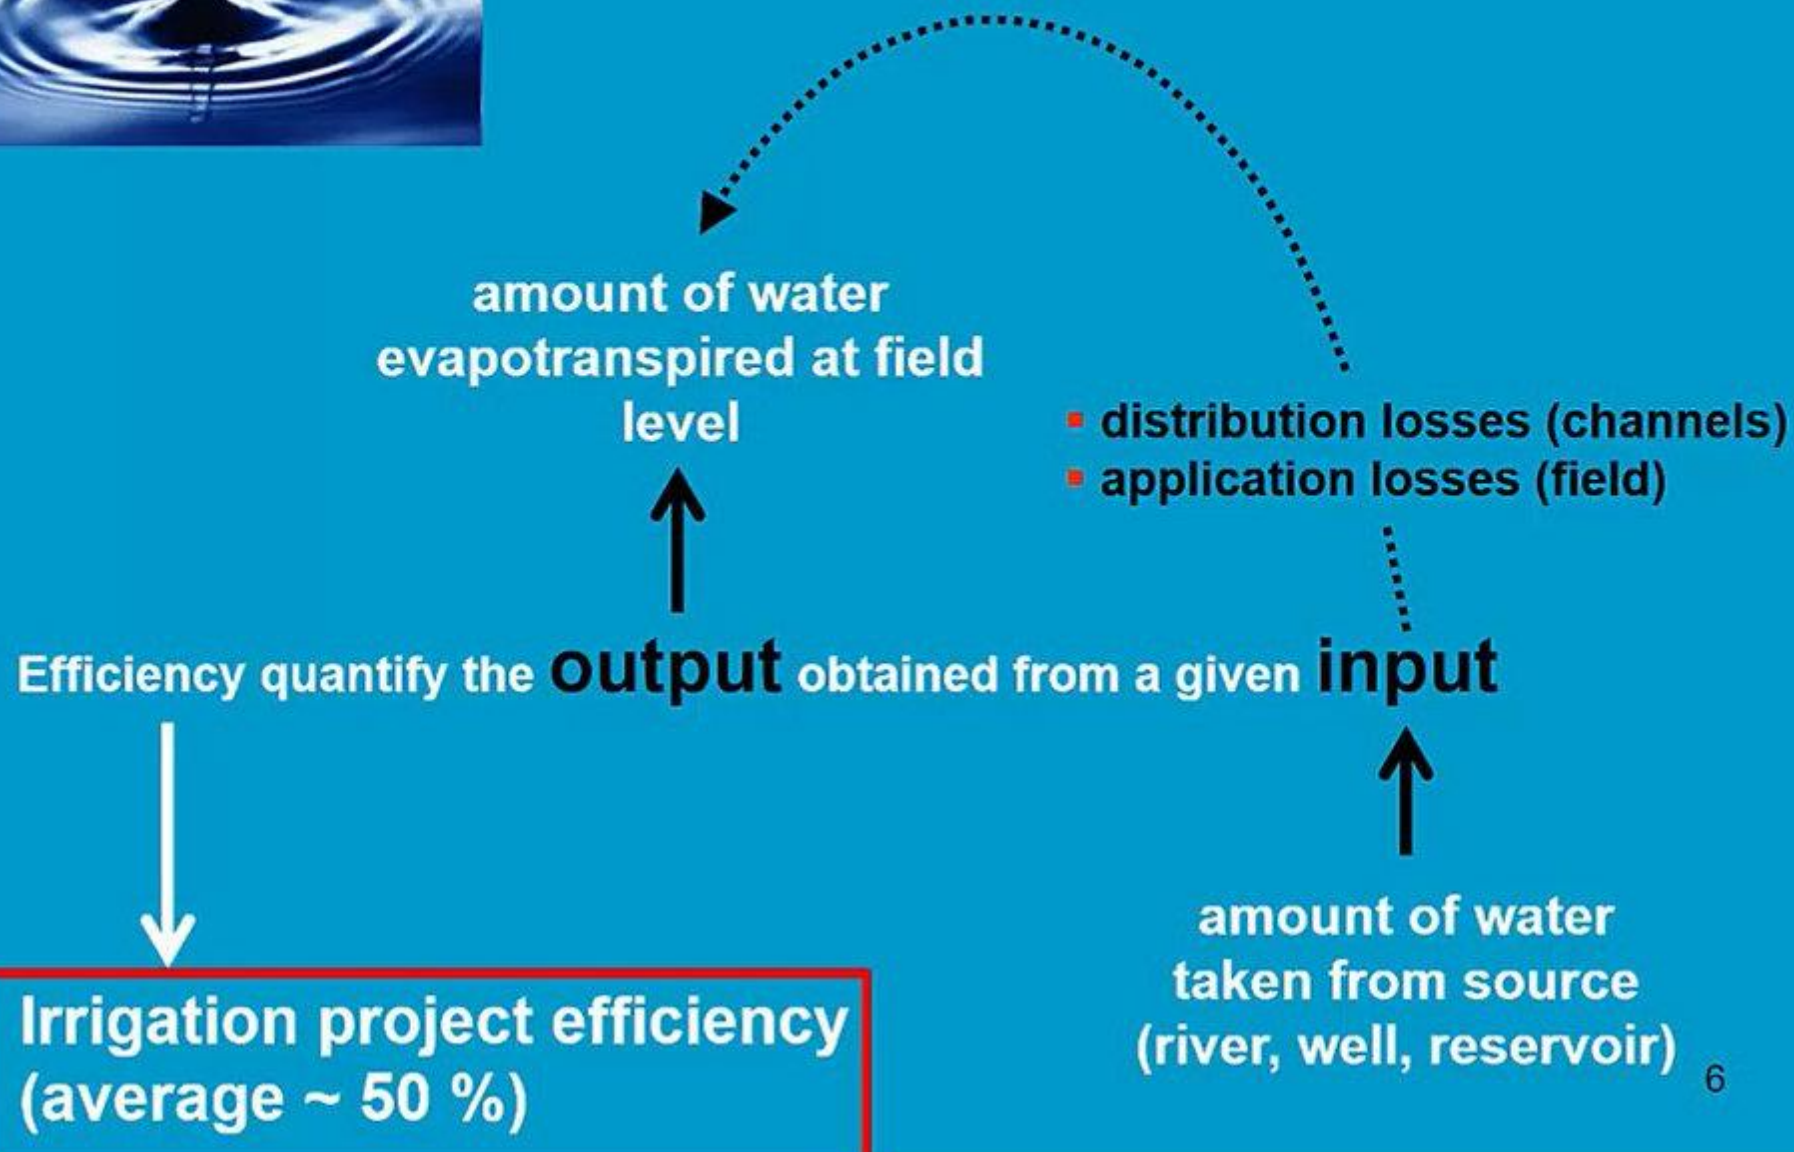 amount of water
evapotranspired at field
level
▪ distribution losses (channels)
▪ application losses (field)
Efficiency quantify the output obtained from a given input
amount of water
taken from source
(river, well, reservoir)
Irrigation project efficiency
(average ~ 50 %)
6